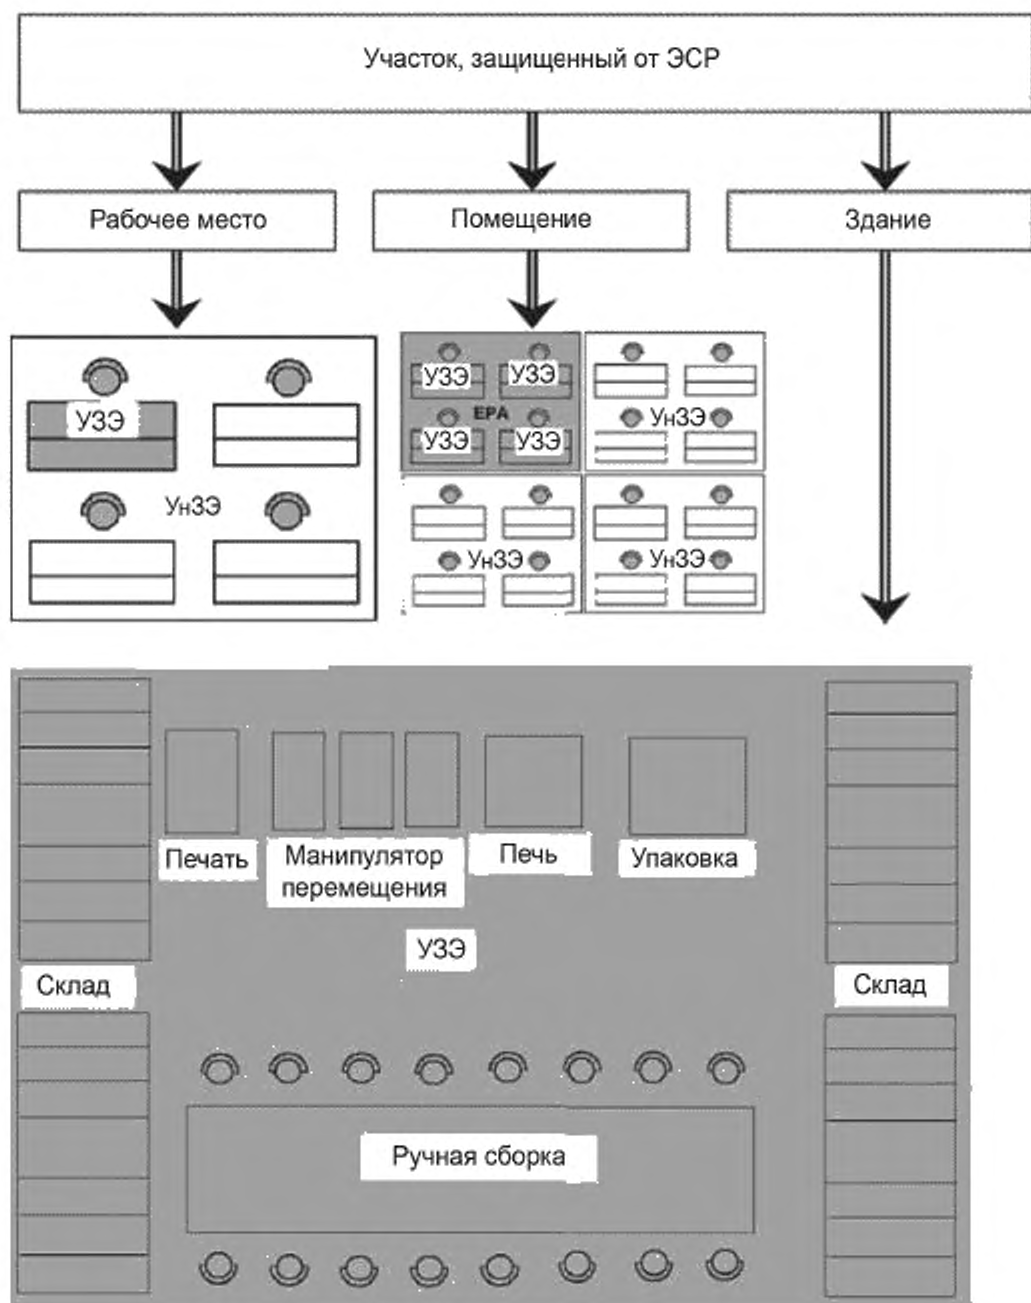 Участок, защищенный от ЭСР
Рабочее место
Помещение
Здание
УЗЭ
УнЗЭ
УЗЭ
УЗЭ
EPA
УЗЭ
УЗЭ
УнЗЭ
УнЗЭ
УнЗЭ
Печать
Манипулятор
перемещения
Печь
Упаковка
УЗЭ
Склад
Склад
Ручная сборка